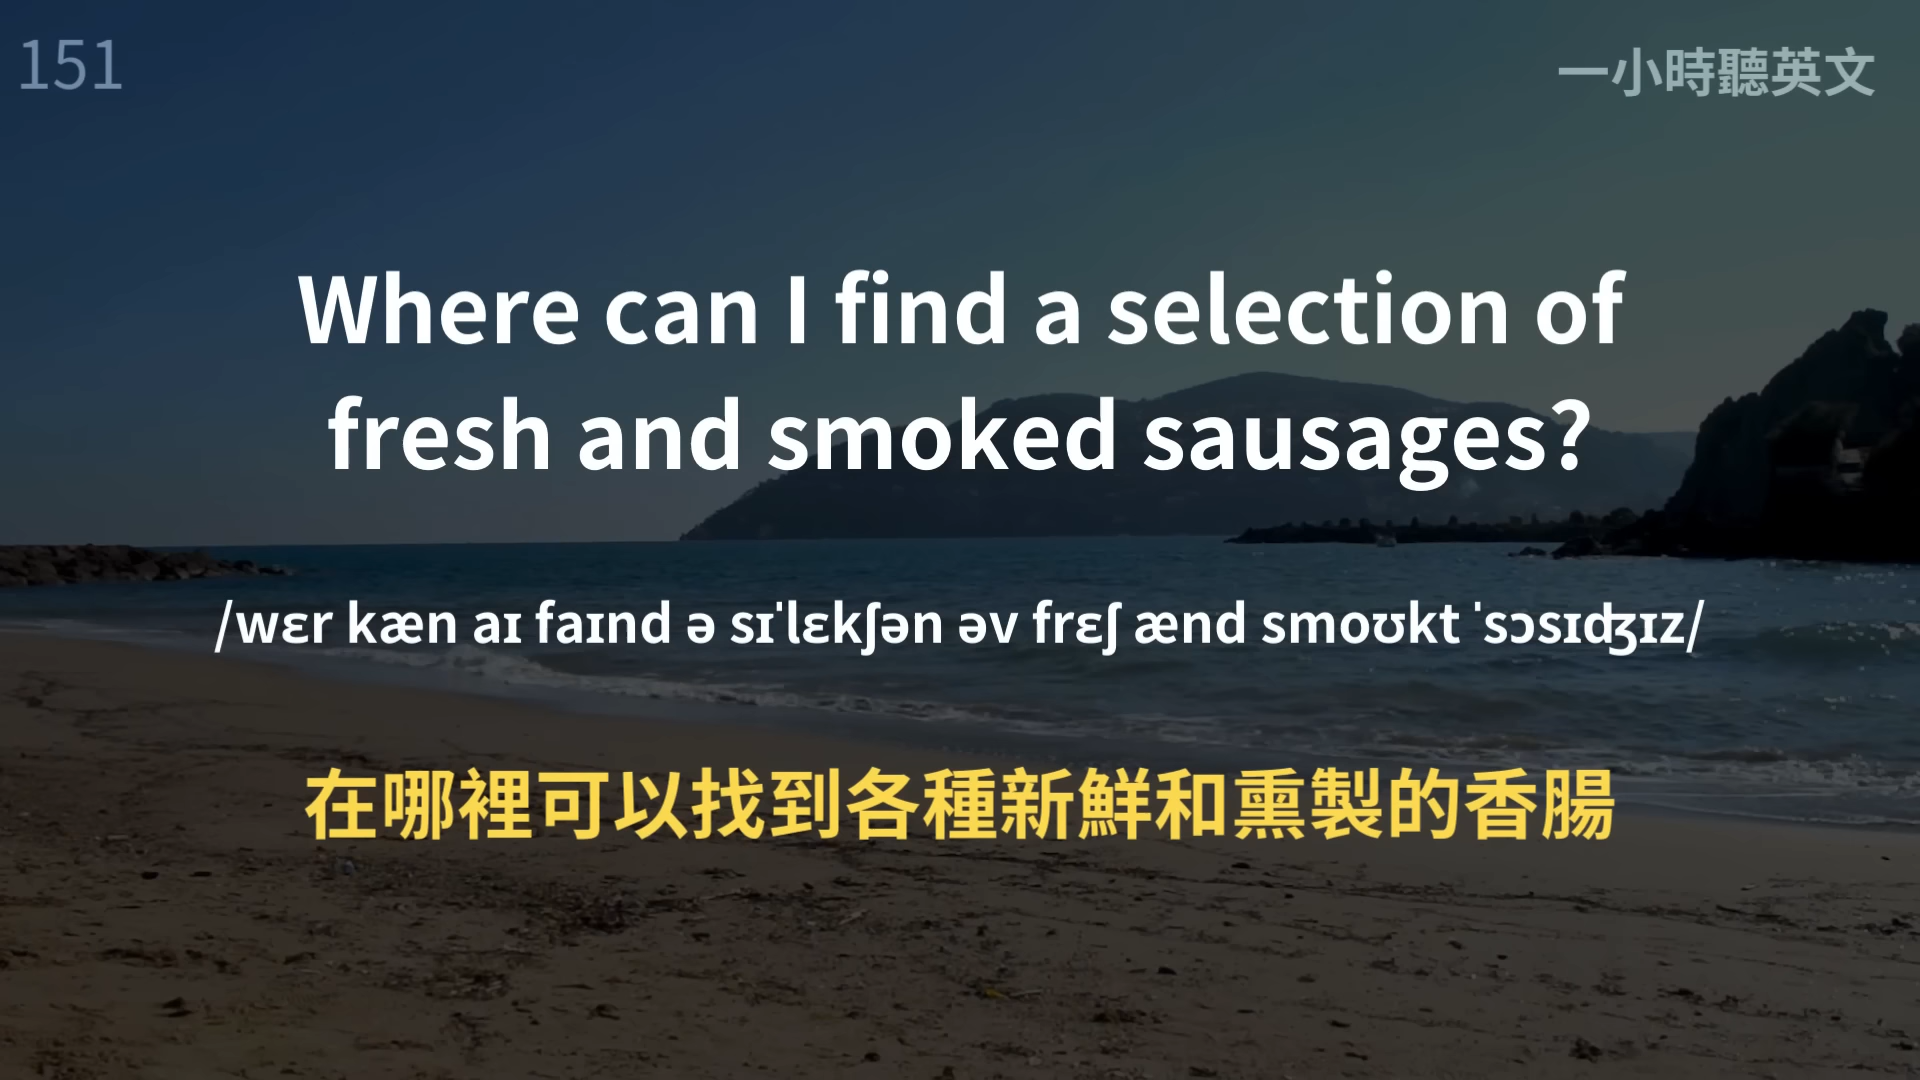 151
一小時聽英文
Where can I find a selection of
fresh and smoked sausages?
/wɛr kæn aɪ faɪnd ə sɪˈlɛkʃən əv frɛʃ ænd smoʊkt ˈsɔsɪʤɪz/
在哪裡可以找到各種新鮮和熏製的香腸